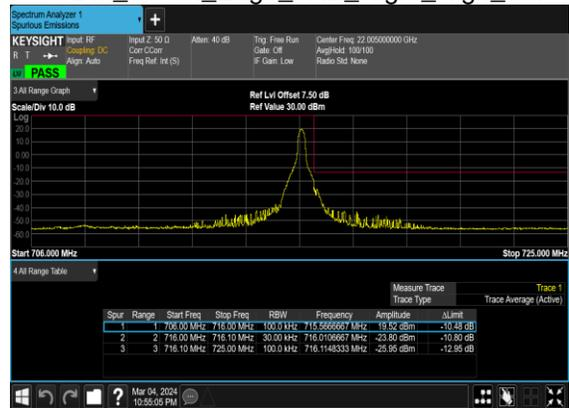 Spectrum Analyzer 1
Spurious Emissions
+
KEYSIGHT Input: RF Input Z: 50 Ω Atten: 40 dB Trig: Free Run Center Freq: 22.005000000 GHz
R T Coupling: DC Corr CCorr Gate: Off Avg|Hold: 100/100
Align: Auto Freq Ref: Int (S) IF Gain: Low Radio Std: None
LV PASS
3 All Range Graph
Ref Lvl Offset 7.50 dB
Scale/Div 10.0 dB Ref Value 30.00 dBm
Log
20.0
10.0
0.00
-10.0
-20.0
-30.0
-40.0
-50.0
-60.0
Start 706.000 MHz Stop 725.000 MHz
4 All Range Table
Measure Trace Trace 1
Trace Type Trace Average (Active)
Spur Range Start Freq Stop Freq RBW Frequency Amplitude ΔLimit
1 1 706.00 MHz 716.00 MHz 100.0 kHz 715.5666667 MHz 19.52 dBm -10.48 dB
2 2 716.00 MHz 716.10 MHz 30.00 kHz 716.0106667 MHz -23.80 dBm -10.80 dB
3 3 716.10 MHz 725.00 MHz 100.0 kHz 716.1148333 MHz -25.95 dBm -12.95 dB
? Mar 04, 2024
10:55:05 PM